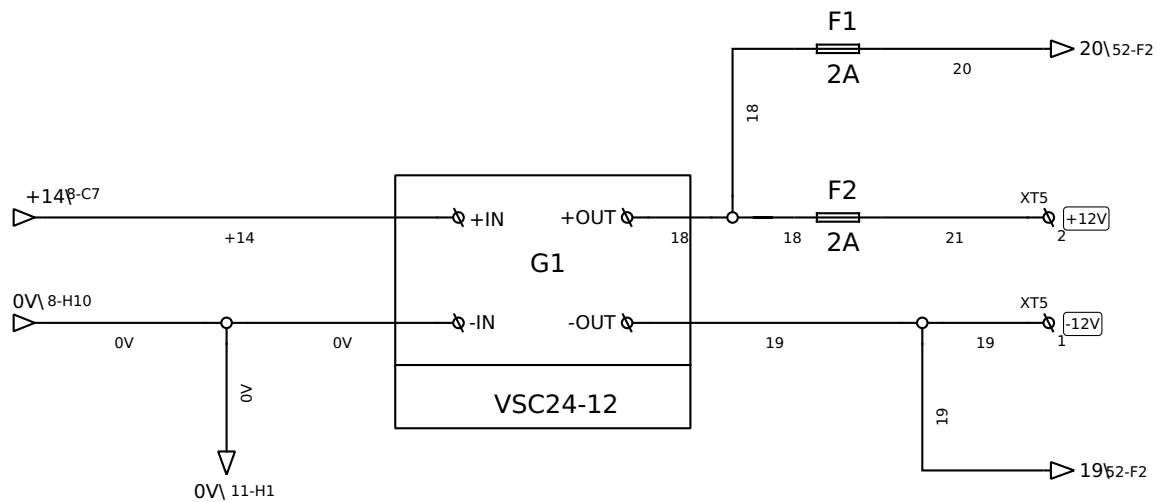 F1
2A
20\ 52-F2
20
18
+14\ 8-C7
+14
+IN
+OUT
18
18
F2
2A
21
XT5
+12V
2
G1
0V\ 8-H10
0V
0V
-IN
-OUT
19
19
XT5
-12V
1
0V
VSC24-12
19
0V\ 11-H1
19\ 52-F2